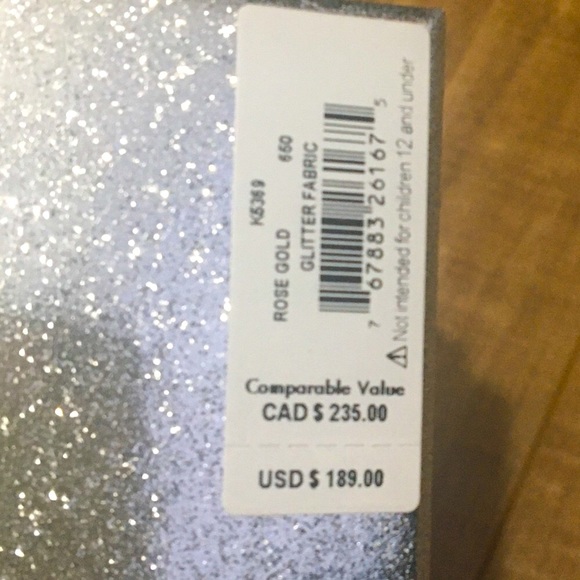 K5369 650
ROSE GOLD
GLITTER FABRIC
7 67883 26167 5
⚠ Not intended for children 12 and under
Comparable Value
CAD $ 235.00
USD $ 189.00